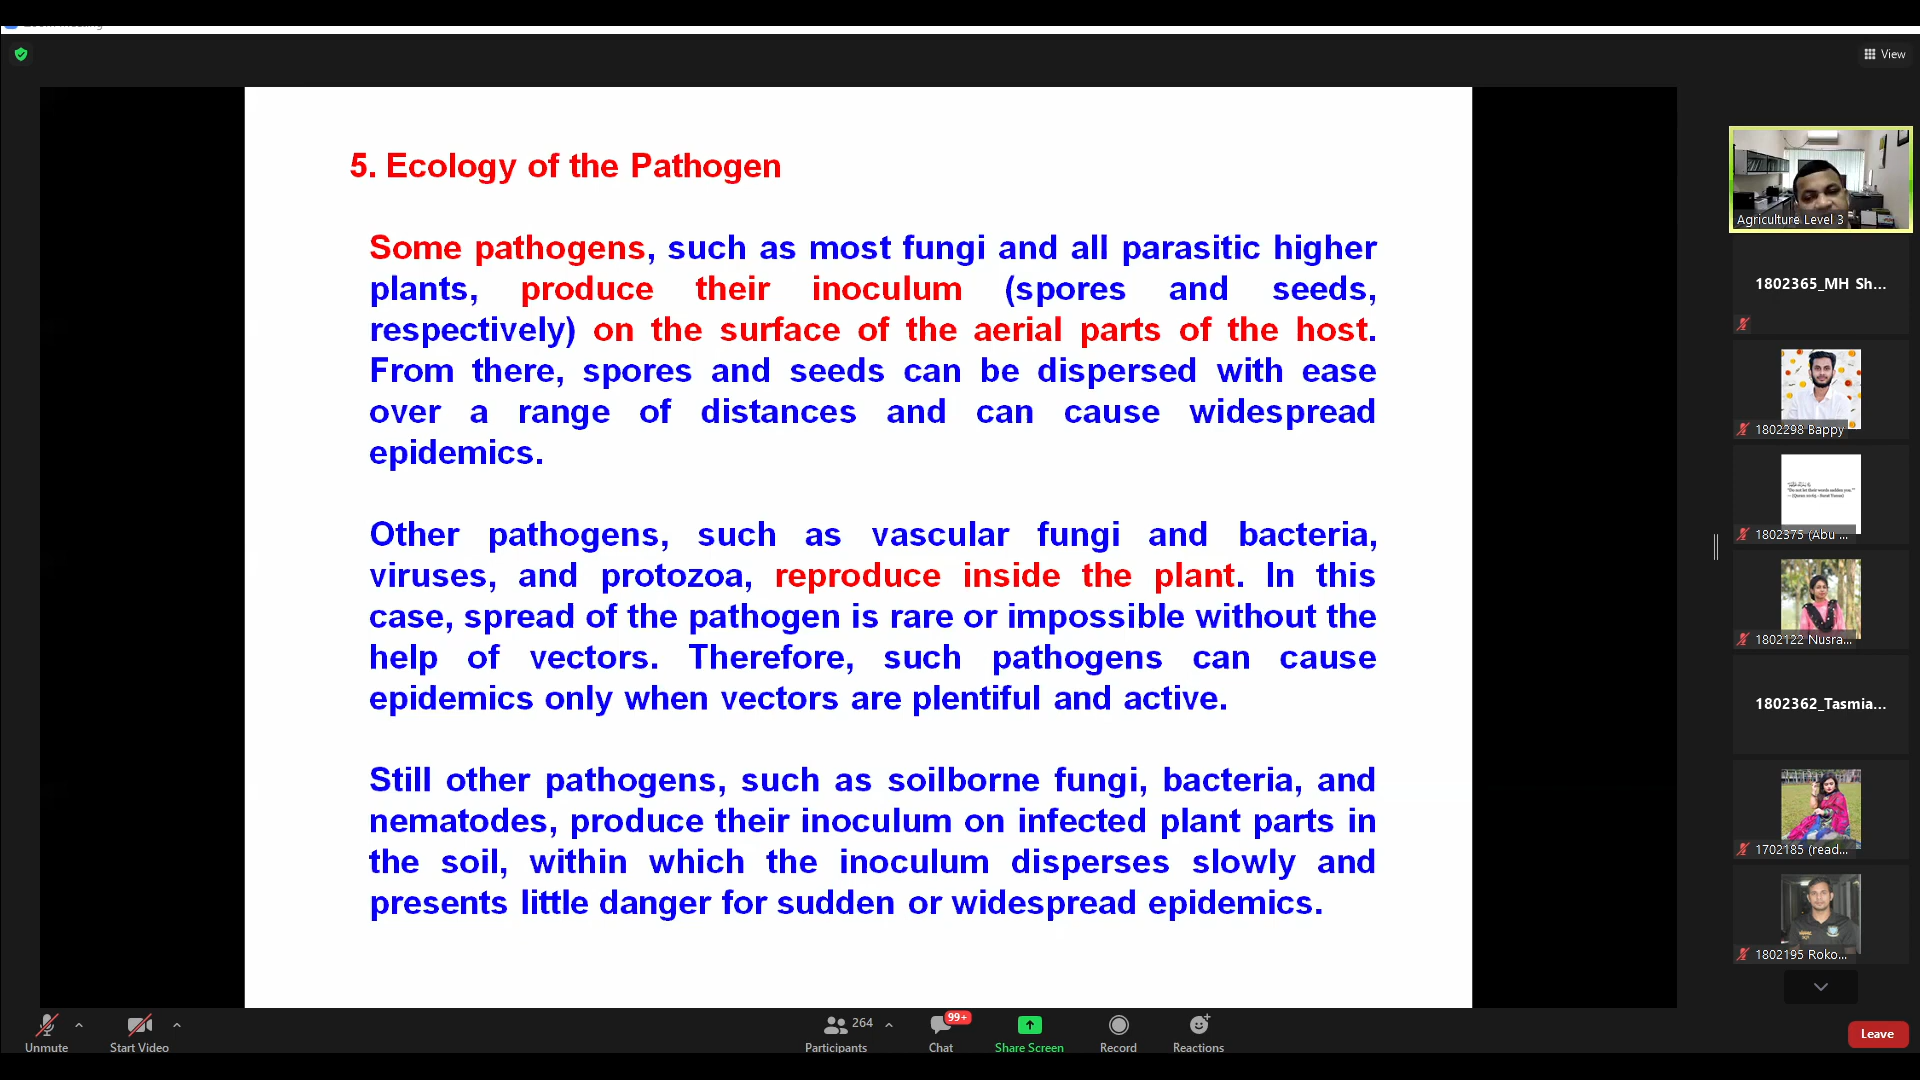 View
5. Ecology of the Pathogen
Some pathogens, such as most fungi and all parasitic higher
plants, produce their inoculum (spores and seeds,
respectively) on the surface of the aerial parts of the host.
From there, spores and seeds can be dispersed with ease
over a range of distances and can cause widespread
epidemics.
Other pathogens, such as vascular fungi and bacteria,
viruses, and protozoa, reproduce inside the plant. In this
case, spread of the pathogen is rare or impossible without the
help of vectors. Therefore, such pathogens can cause
epidemics only when vectors are plentiful and active.
Still other pathogens, such as soilborne fungi, bacteria, and
nematodes, produce their inoculum on infected plant parts in
the soil, within which the inoculum disperses slowly and
presents little danger for sudden or widespread epidemics.
Agriculture Level 3
1802365_MH Sh...
1802298 Bappy
1802375 (Abu ...
1802122 Nusra...
1802362_Tasmia...
1702185 (read...
1802195 Roko...
Unmute
Start Video
264
Participants
99+
Chat
Share Screen
Record
Reactions
Leave